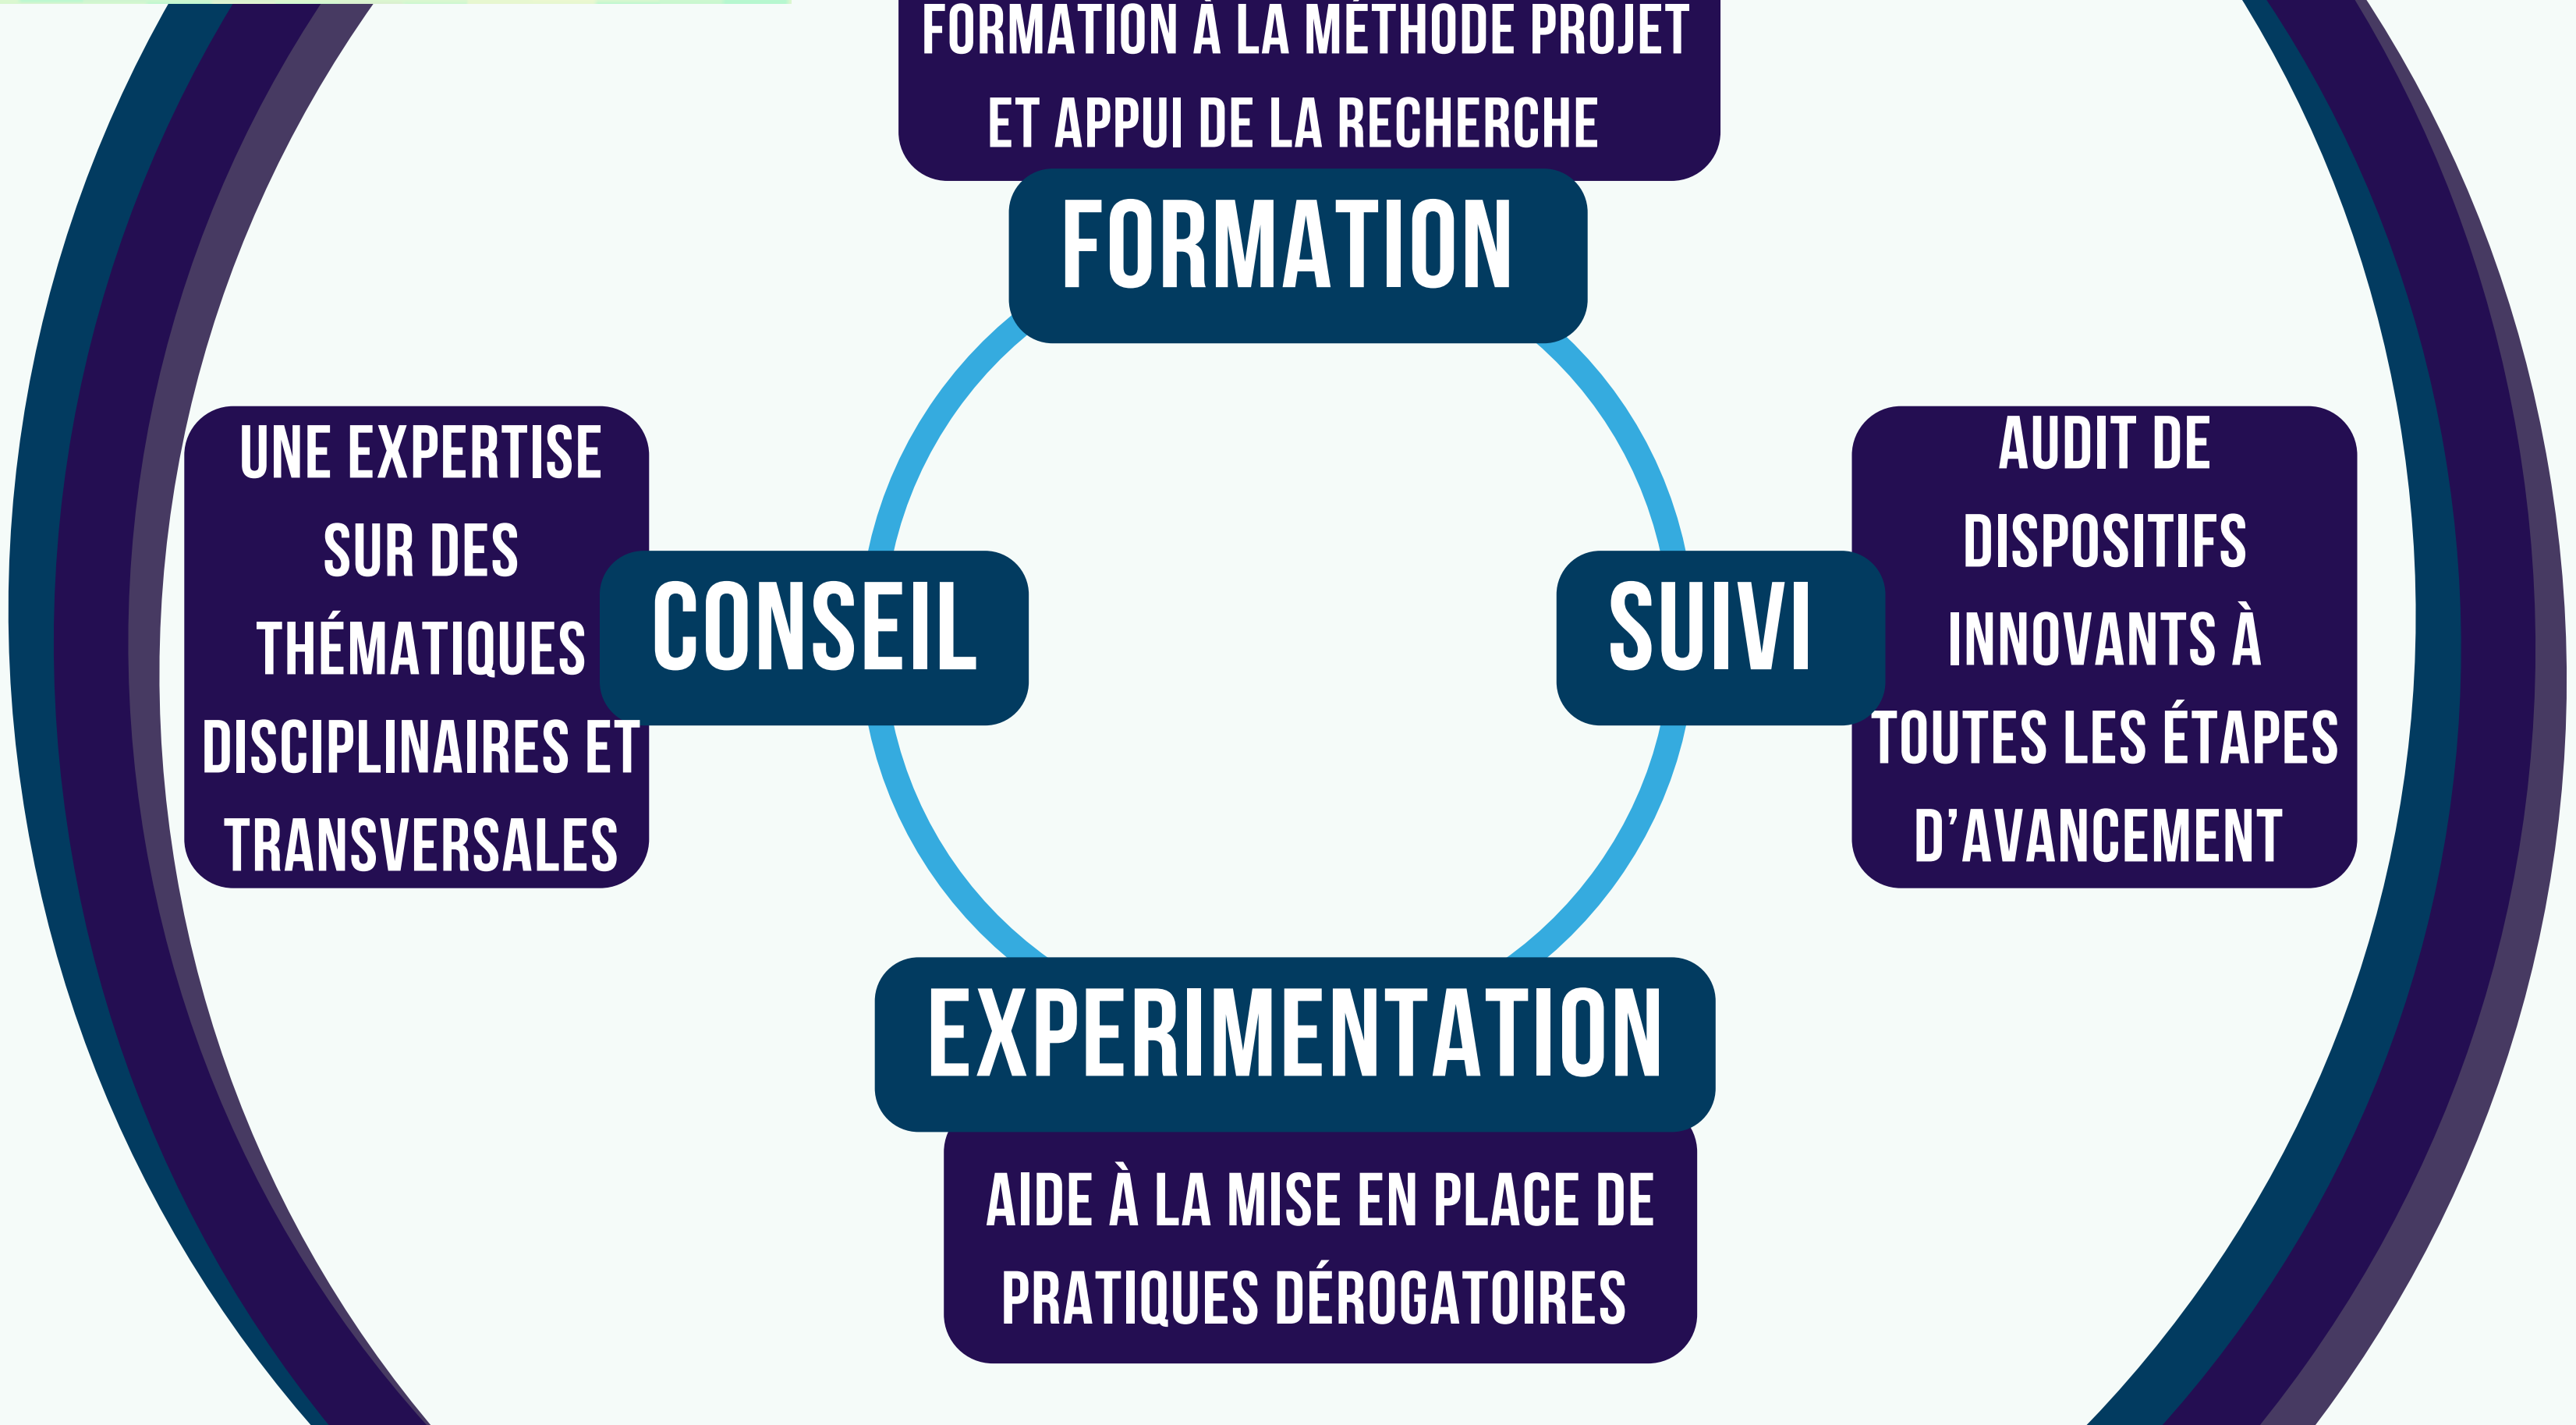 FORMATION À LA MÉTHODE PROJET
ET APPUI DE LA RECHERCHE
FORMATION
UNE EXPERTISE
SUR DES
THÉMATIQUES
DISCIPLINAIRES ET
TRANSVERSALES
CONSEIL
SUIVI
AUDIT DE
DISPOSITIFS
INNOVANTS À
TOUTES LES ÉTAPES
D’AVANCEMENT
EXPERIMENTATION
AIDE À LA MISE EN PLACE DE
PRATIQUES DÉROGATOIRES